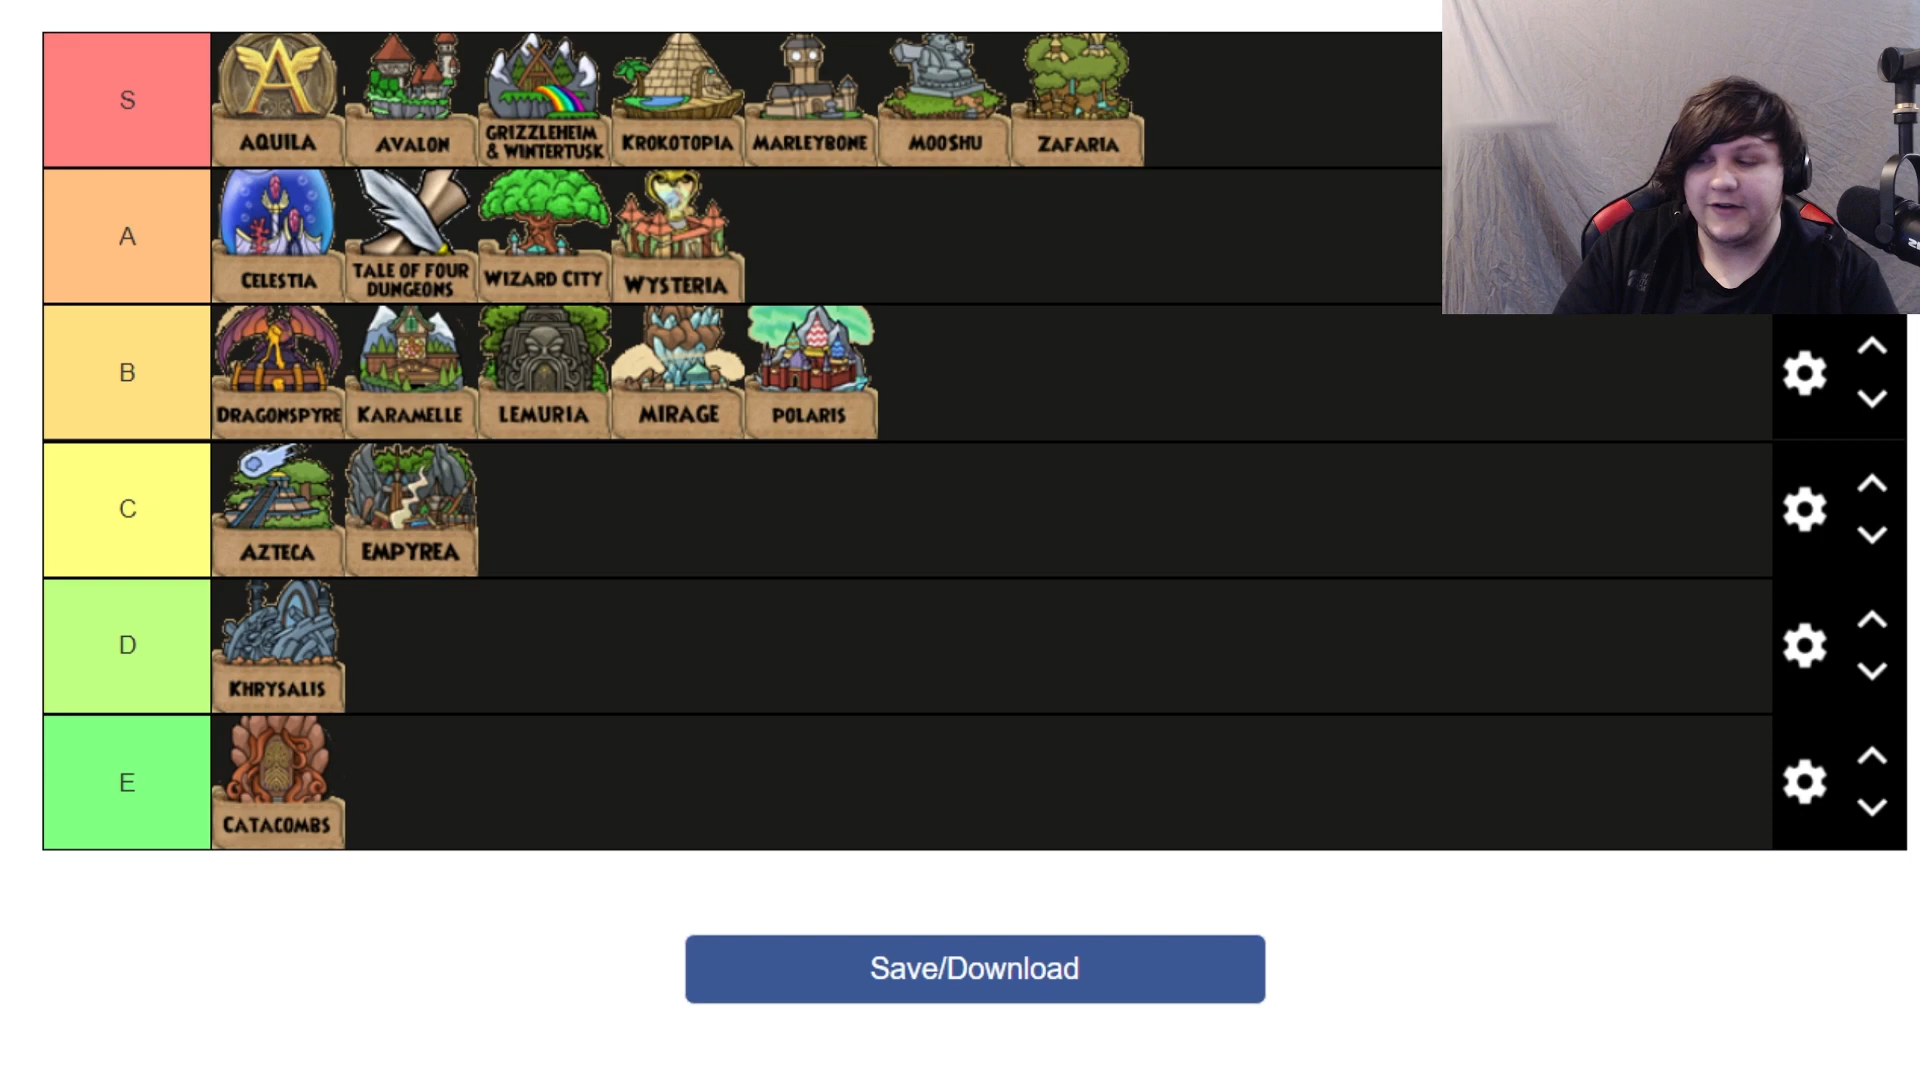 S
AQUILA
AVALON
GRIZZLEHEIM
& WINTERTUSK
KROKOTOPIA
MARLEYBONE
MOOSHU
ZAFARIA
A
CELESTIA
TALE OF FOUR
DUNGEONS
WIZARD CITY
WYSTERIA
B
DRAGONSPYRE
KARAMELLE
LEMURIA
MIRAGE
POLARIS
C
AZTECA
EMPYREA
D
KHRYSALIS
E
CATACOMBS
Save/Download